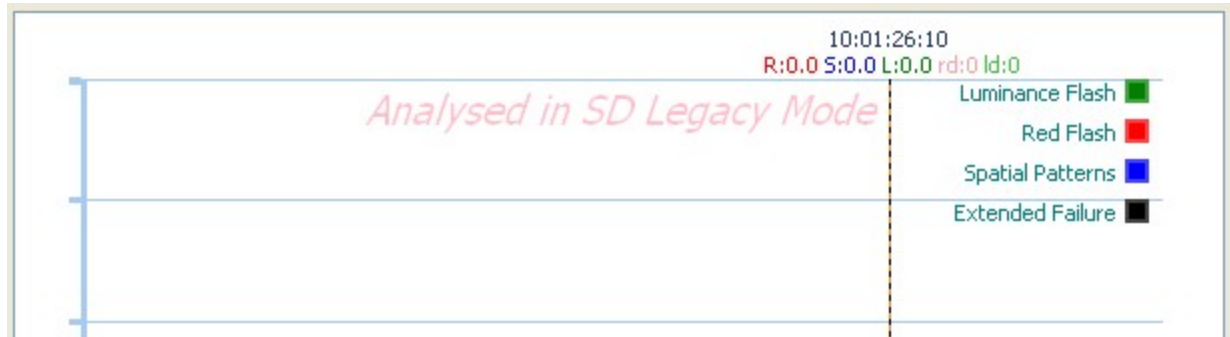 10:01:26:10
R:0.0 S:0.0 L:0.0 rd:0 ld:0
Analysed in SD Legacy Mode
Luminance Flash
Red Flash
Spatial Patterns
Extended Failure